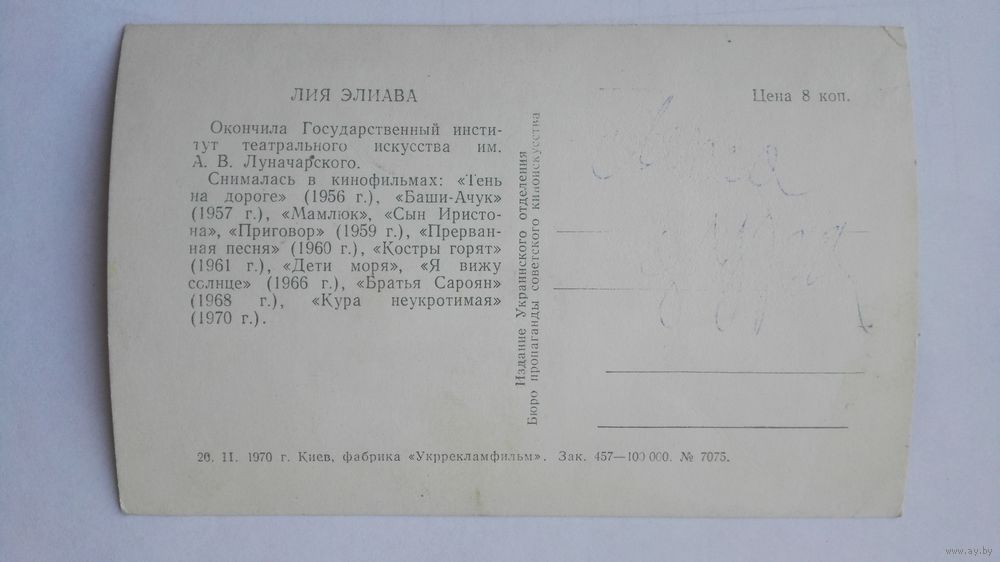 ЛИЯ ЭЛИАВА
Окончила Государственный инсти-
тут театрального искусства им.
А. В. Луначарского.
Снималась в кинофильмах: «Тень
на дороге» (1956 г.), «Баши-Ачук»
(1957 г.), «Мамлюк», «Сын Иристо-
на», «Приговор» (1959 г.), «Прерван-
ная песня» (1960 г.), «Костры горят»
(1961 г.), «Дети моря», «Я вижу
солнце» (1966 г.), «Братья Сароян»
(1968 г.), «Кура неукротимая»
(1970 г.).
Издание Украинского отделения
Бюро пропаганды советского киноискусства
Цена 8 коп.
20. II. 1970 г. Киев, фабрика «Укррекламфильм». Зак. 457—100 000. № 7075.
www.ay.by